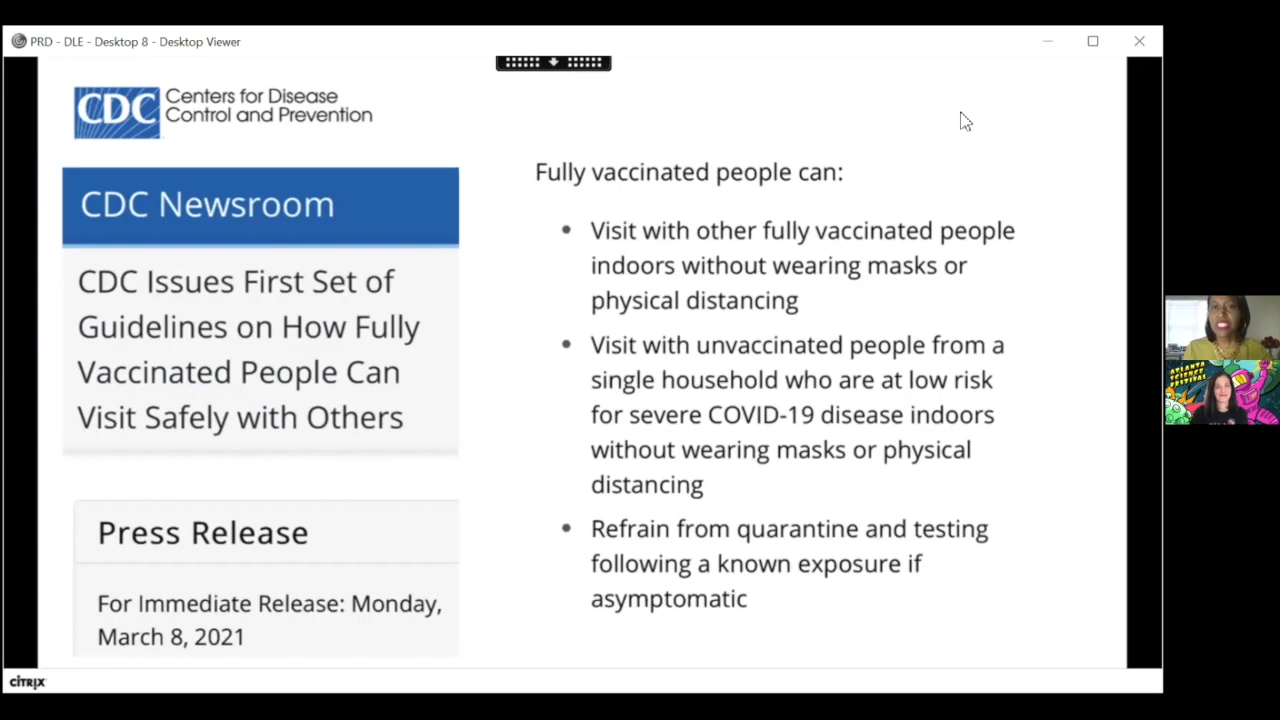 PRD - DLE - Desktop 8 - Desktop Viewer
CDC
Centers for Disease
Control and Prevention
CDC Newsroom
CDC Issues First Set of
Guidelines on How Fully
Vaccinated People Can
Visit Safely with Others
Press Release
For Immediate Release: Monday,
March 8, 2021
Fully vaccinated people can:
• Visit with other fully vaccinated people
indoors without wearing masks or
physical distancing
• Visit with unvaccinated people from a
single household who are at low risk
for severe COVID-19 disease indoors
without wearing masks or physical
distancing
• Refrain from quarantine and testing
following a known exposure if
asymptomatic
ATLANTA
SCIENCE
FESTIVAL
citrix